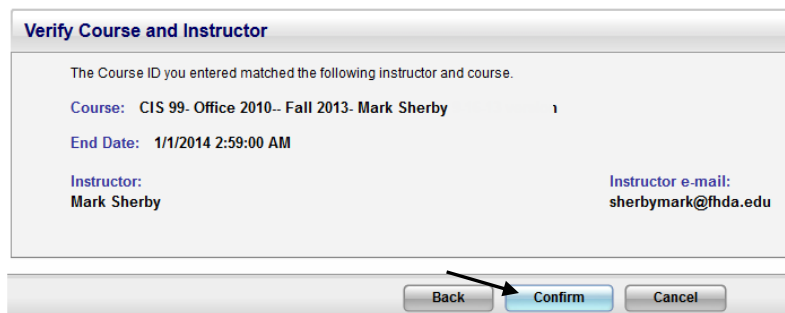 Verify Course and Instructor
The Course ID you entered matched the following instructor and course.
Course: CIS 99- Office 2010-- Fall 2013- Mark Sherby
End Date: 1/1/2014 2:59:00 AM
Instructor: Instructor e-mail:
Mark Sherby sherbymark@fhda.edu
Back Confirm Cancel